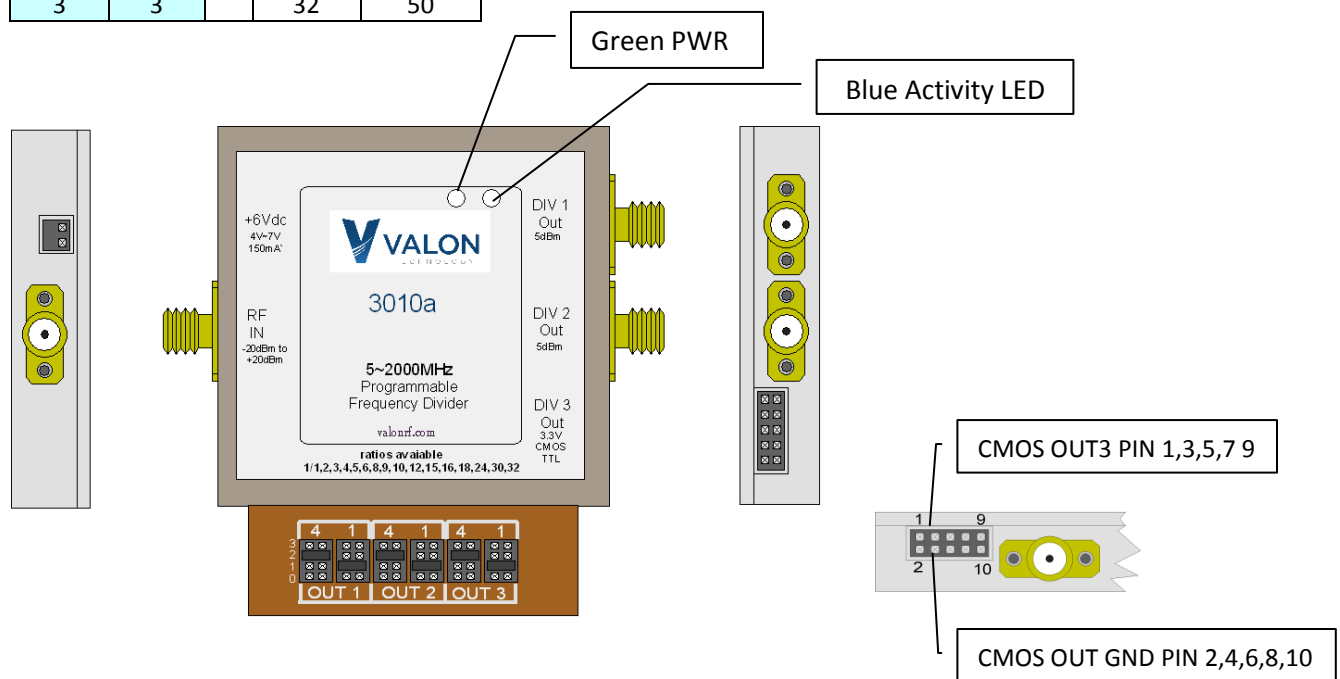 3 3 32 50
Green PWR
Blue Activity LED
+6Vdc
4V~7V
150mA'
VALON
DIV 1
Out
5dBm
3010a
RF
IN
-20dBm to
+20dBm
DIV 2
Out
5dBm
5~2000MHz
Programmable
Frequency Divider
valonrf.com
DIV 3
Out
3.3V
CMOS
TTL
ratios avaiable
1/1,2,3,4,5,6,8,9,10,12,15,16,18,24,30,32
CMOS OUT3 PIN 1,3,5,7 9
1 9
2 10
4 1 4 1 4 1
3
2
1
0
OUT 1 OUT 2 OUT 3
CMOS OUT GND PIN 2,4,6,8,10